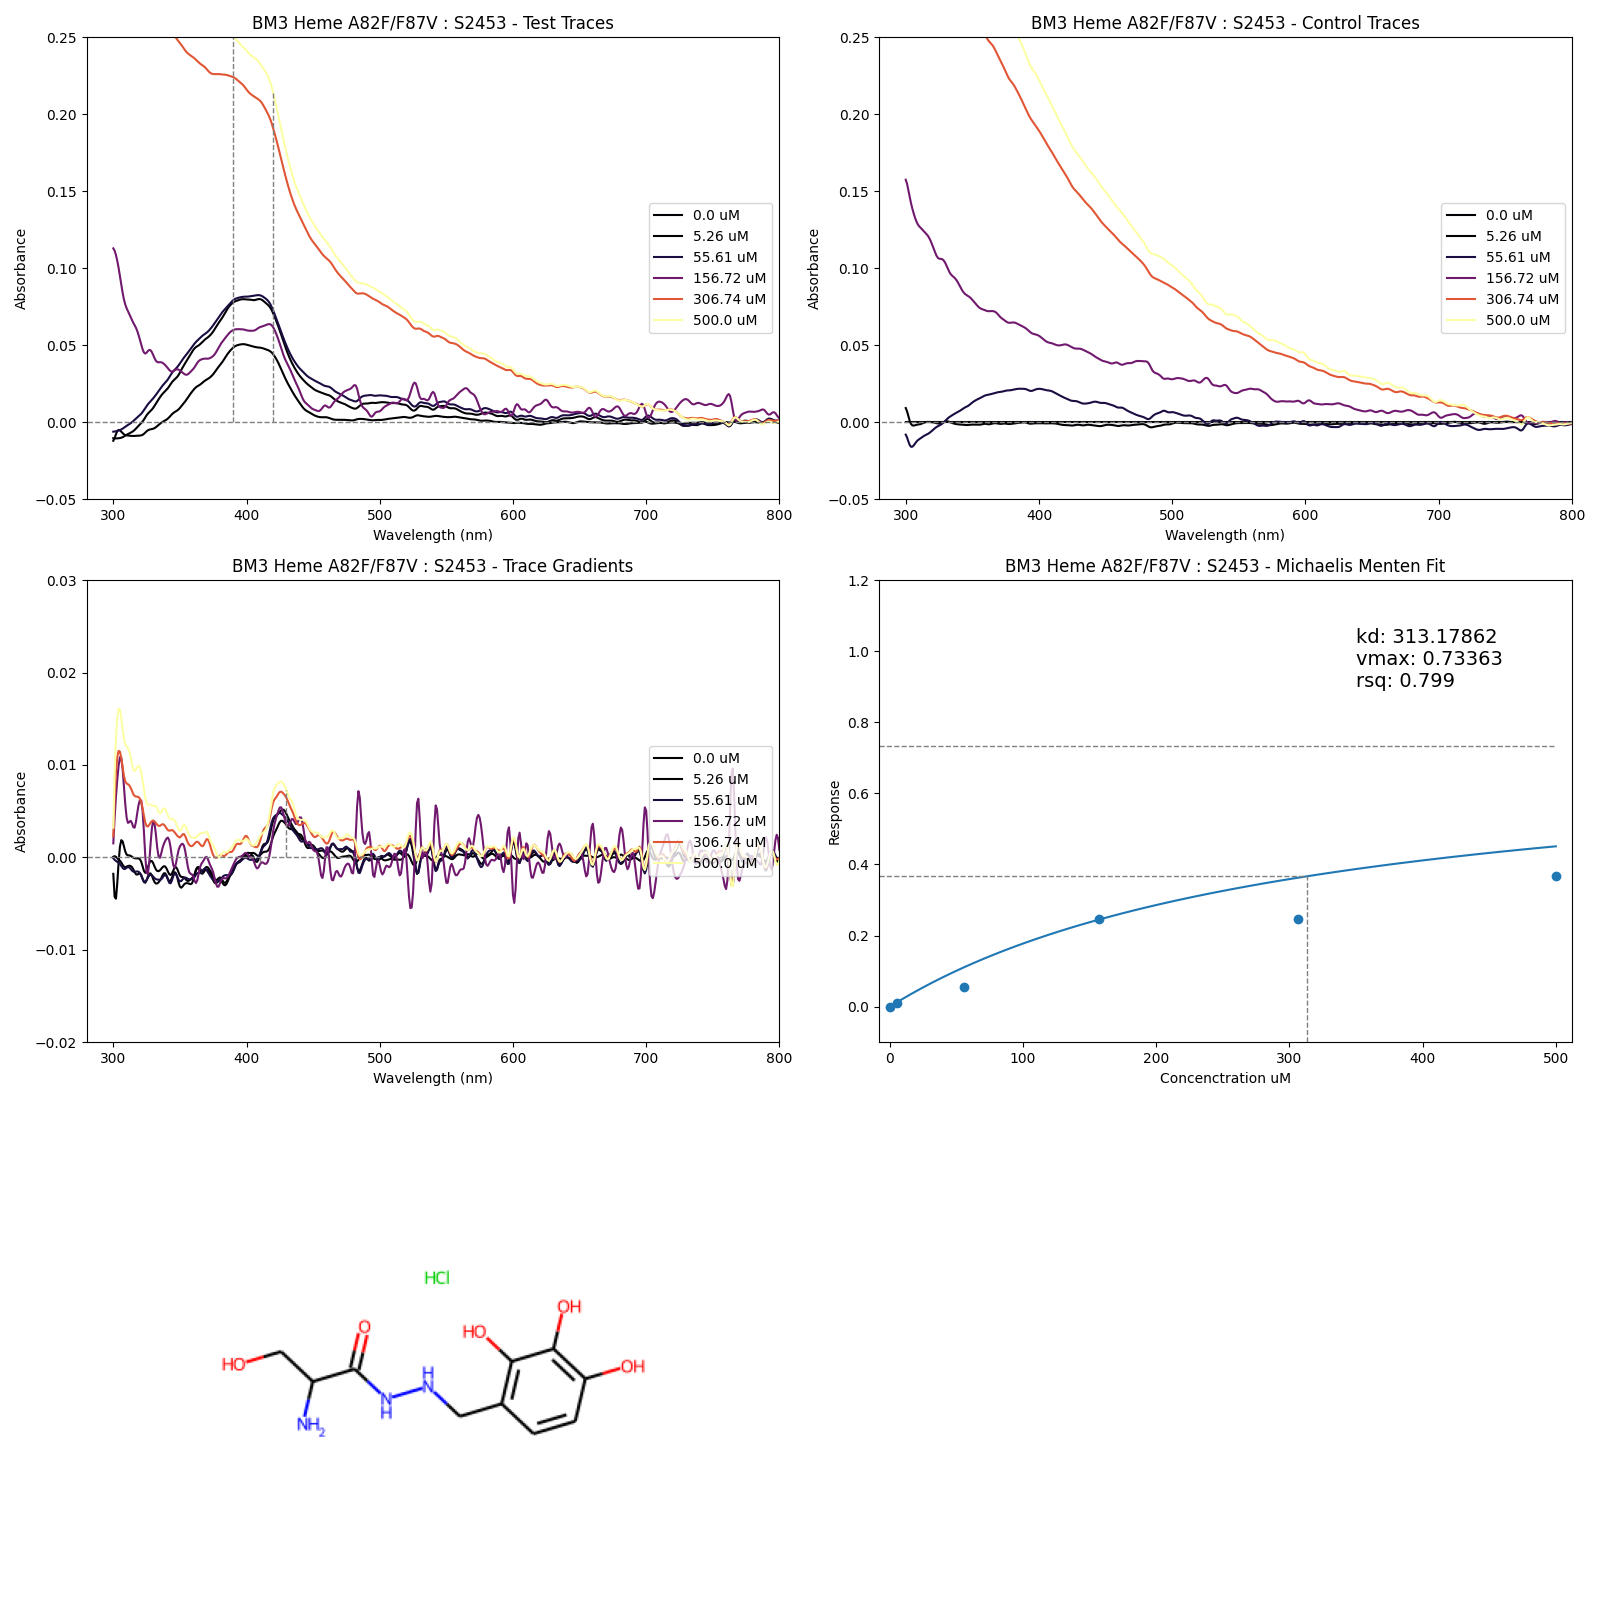 BM3 Heme A82F/F87V : S2453 - Test Traces
0.25
0.20
0.15
0.10
0.05
0.00
−0.05
Absorbance
300
400
500
600
700
800
Wavelength (nm)
0.0 uM
5.26 uM
55.61 uM
156.72 uM
306.74 uM
500.0 uM
BM3 Heme A82F/F87V : S2453 - Control Traces
0.25
0.20
0.15
0.10
0.05
0.00
−0.05
Absorbance
300
400
500
600
700
800
Wavelength (nm)
0.0 uM
5.26 uM
55.61 uM
156.72 uM
306.74 uM
500.0 uM
BM3 Heme A82F/F87V : S2453 - Trace Gradients
0.03
0.02
0.01
0.00
−0.01
−0.02
Absorbance
300
400
500
600
700
800
Wavelength (nm)
0.0 uM
5.26 uM
55.61 uM
156.72 uM
306.74 uM
500.0 uM
BM3 Heme A82F/F87V : S2453 - Michaelis Menten Fit
1.2
1.0
0.8
0.6
0.4
0.2
0.0
Response
kd: 313.17862
vmax: 0.73363
rsq: 0.799
0
100
200
300
400
500
Concenctration uM
HCl
OH
HO
O
HO
OH
H
N
N
H
NH2